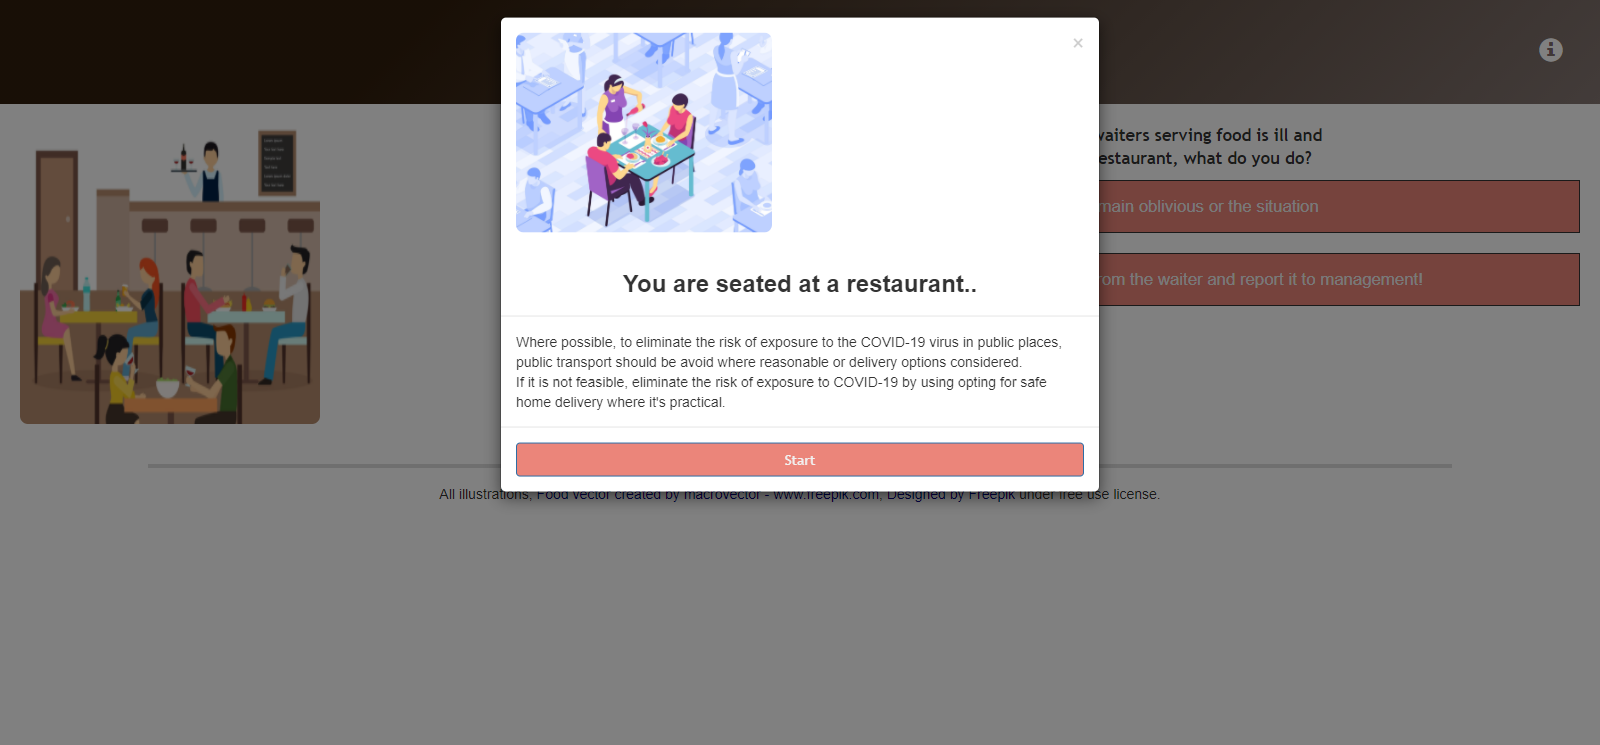 ×
You are seated at a restaurant..
Where possible, to eliminate the risk of exposure to the COVID-19 virus in public places,
public transport should be avoid where reasonable or delivery options considered.
If it is not feasible, eliminate the risk of exposure to COVID-19 by using opting for safe
home delivery where it's practical.
Start
waiters serving food is ill and
restaurant, what do you do?
main oblivious or the situation
from the waiter and report it to management!
All illustrations, Food vector created by macrovector - www.freepik.com, Designed by Freepik under free use license.